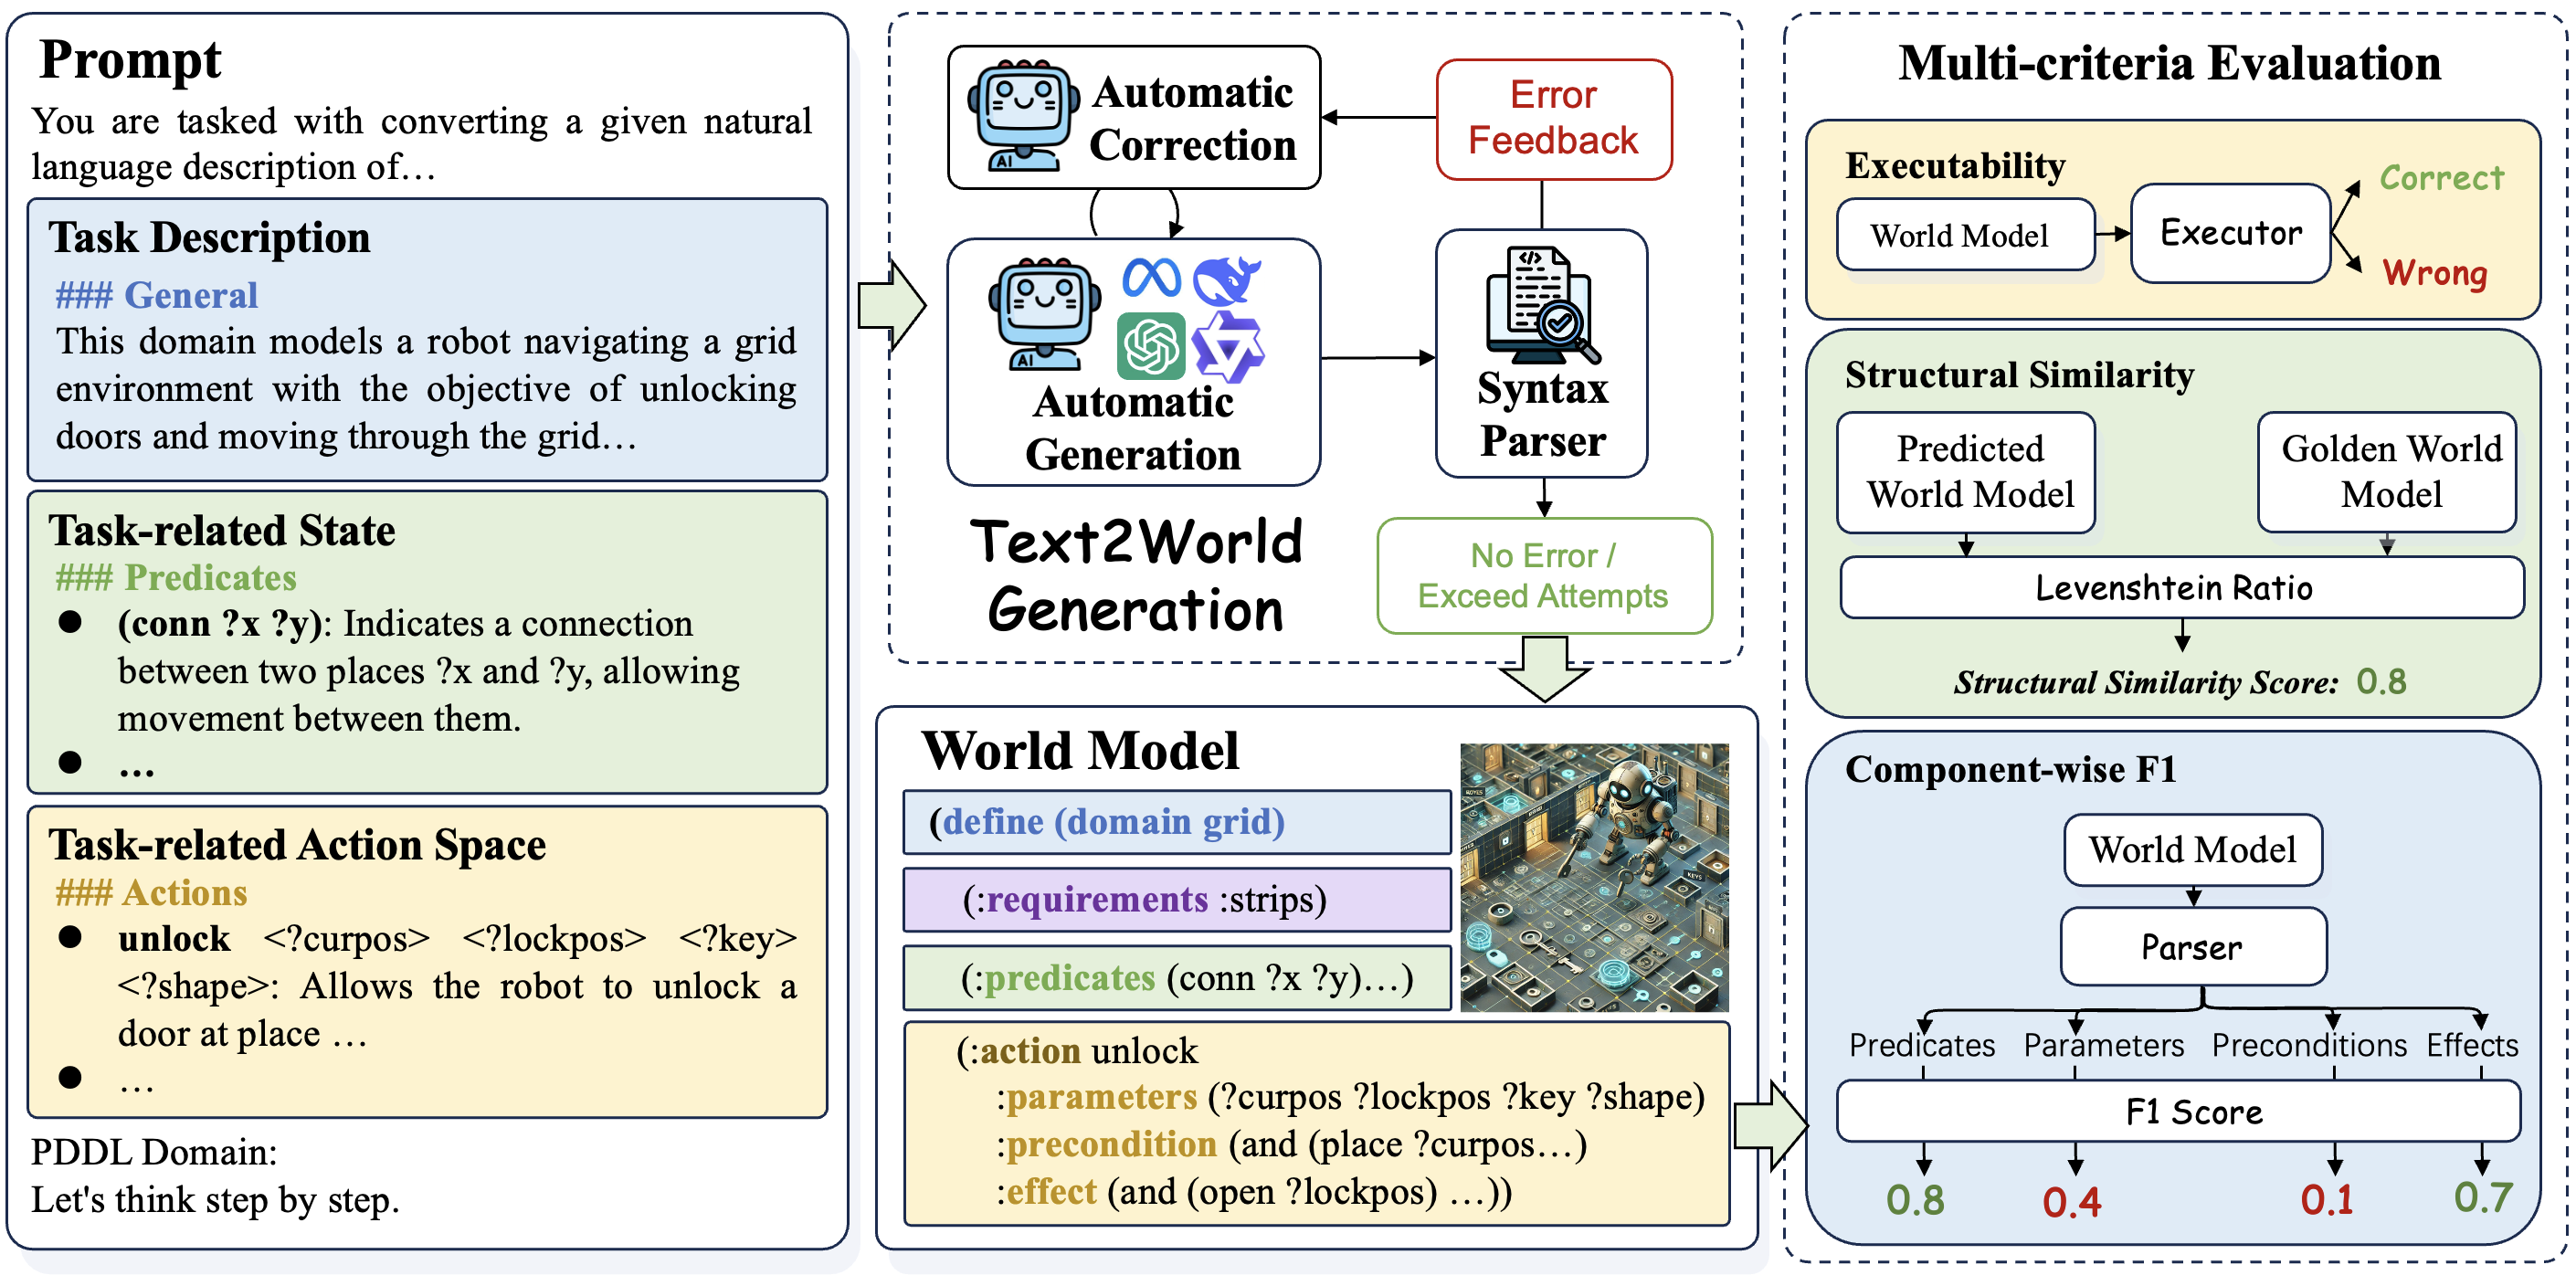 Prompt
You are tasked with converting a given natural
language description of…
Task Description
### General
This domain models a robot navigating a grid
environment with the objective of unlocking
doors and moving through the grid…
Task-related State
### Predicates
● (conn ?x ?y): Indicates a connection
between two places ?x and ?y, allowing
movement between them.
● …
Task-related Action Space
### Actions
● unlock <?curpos> <?lockpos> <?key>
<?shape>: Allows the robot to unlock a
door at place …
● …
PDDL Domain:
Let's think step by step.
Automatic
Correction
AI
Error
Feedback
AI
Automatic
Generation
</>
Syntax
Parser
Text2World
Generation
No Error /
Exceed Attempts
World Model
(define (domain grid)
(:requirements :strips)
(:predicates (conn ?x ?y)…)
(:action unlock
:parameters (?curpos ?lockpos ?key ?shape)
:precondition (and (place ?curpos…)
:effect (and (open ?lockpos) …))
KEYS
Multi-criteria Evaluation
Executability
World Model
Executor
Correct
Wrong
Structural Similarity
Predicted
World Model
Golden World
Model
Levenshtein Ratio
Structural Similarity Score: 0.8
Component-wise F1
World Model
Parser
Predicates Parameters Preconditions Effects
F1 Score
0.8 0.4 0.1 0.7